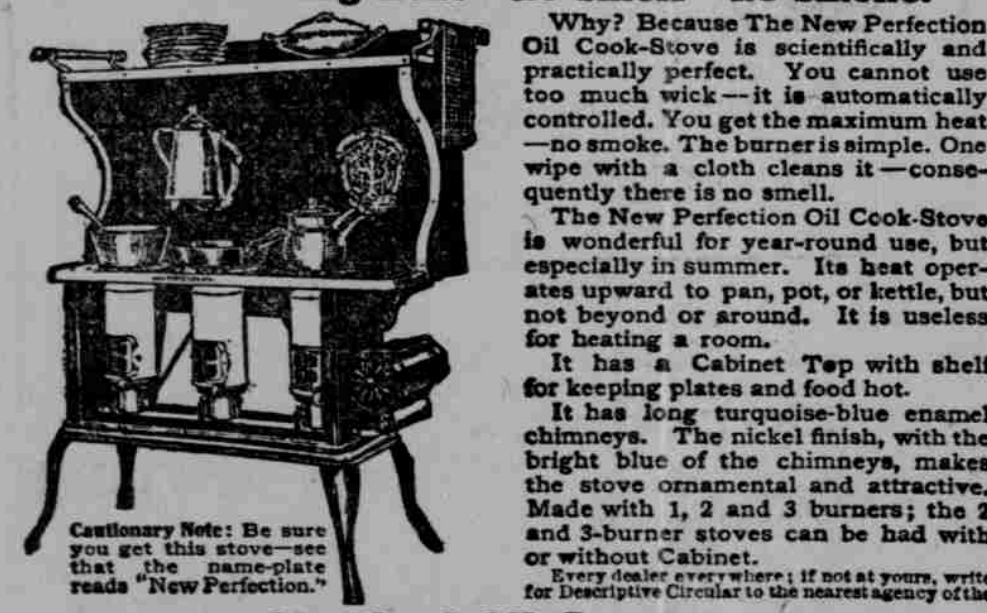 Why? Because The New Perfection
Oil Cook-Stove is scientifically and
practically perfect. You cannot use
too much wick—it is automatically
controlled. You get the maximum heat
—no smoke. The burner is simple. One
wipe with a cloth cleans it—conse-
quently there is no smell.
The New Perfection Oil Cook-Stove
is wonderful for year-round use, but
especially in summer. Its heat oper-
ates upward to pan, pot, or kettle, but
not beyond or around. It is useless
for heating a room.
It has a Cabinet Top with shelf
for keeping plates and food hot.
It has long turquoise-blue enamel
chimneys. The nickel finish, with the
bright blue of the chimneys, makes
the stove ornamental and attractive.
Made with 1, 2 and 3 burners; the 2
and 3-burner stoves can be had with
or without Cabinet.
Every dealer everywhere; if not at yours, write
for Descriptive Circular to the nearest agency of the
Cautionary Note: Be sure
you get this stove—see
that the name-plate
reads "New Perfection."